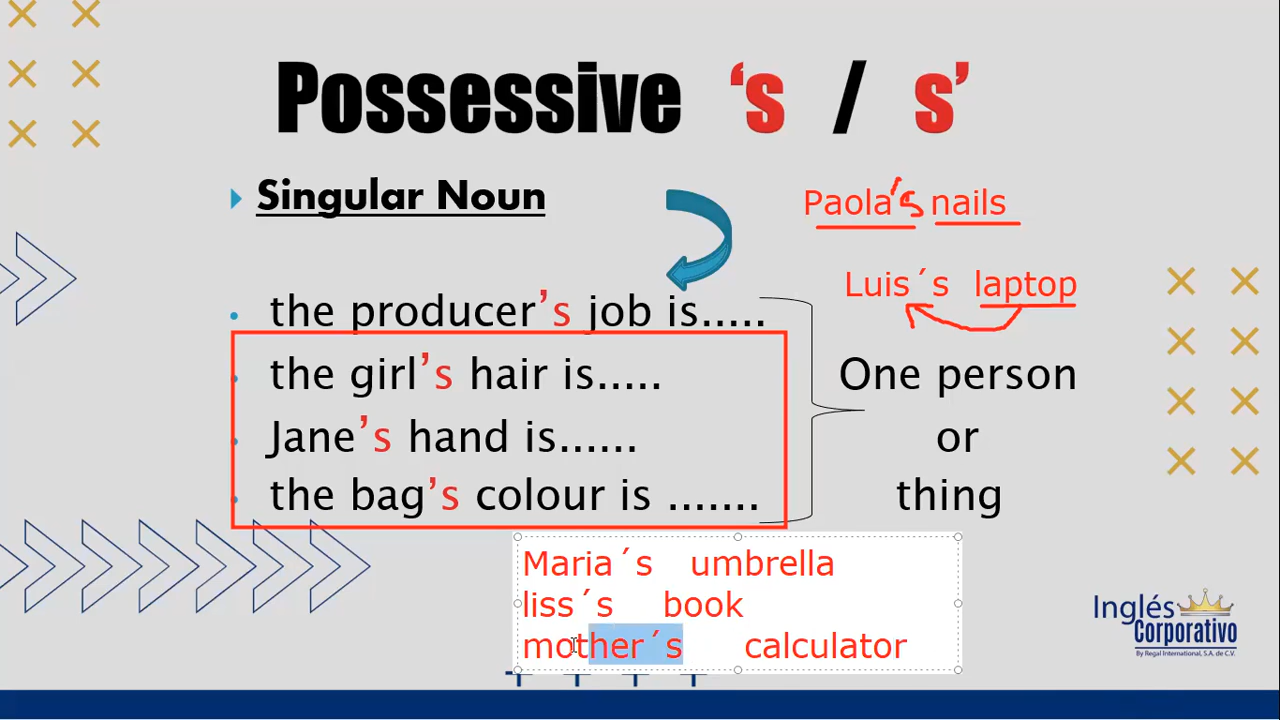 Possessive ‘s / s’
Singular Noun
Paola's nails
Luis´s laptop
the producer’s job is.....
the girl’s hair is.....
Jane’s hand is......
the bag’s colour is .......
One person
or
thing
Maria´s umbrella
liss´s book
mother´s calculator
Inglés
Corporativo
By Regal International, S.A. de C.V.